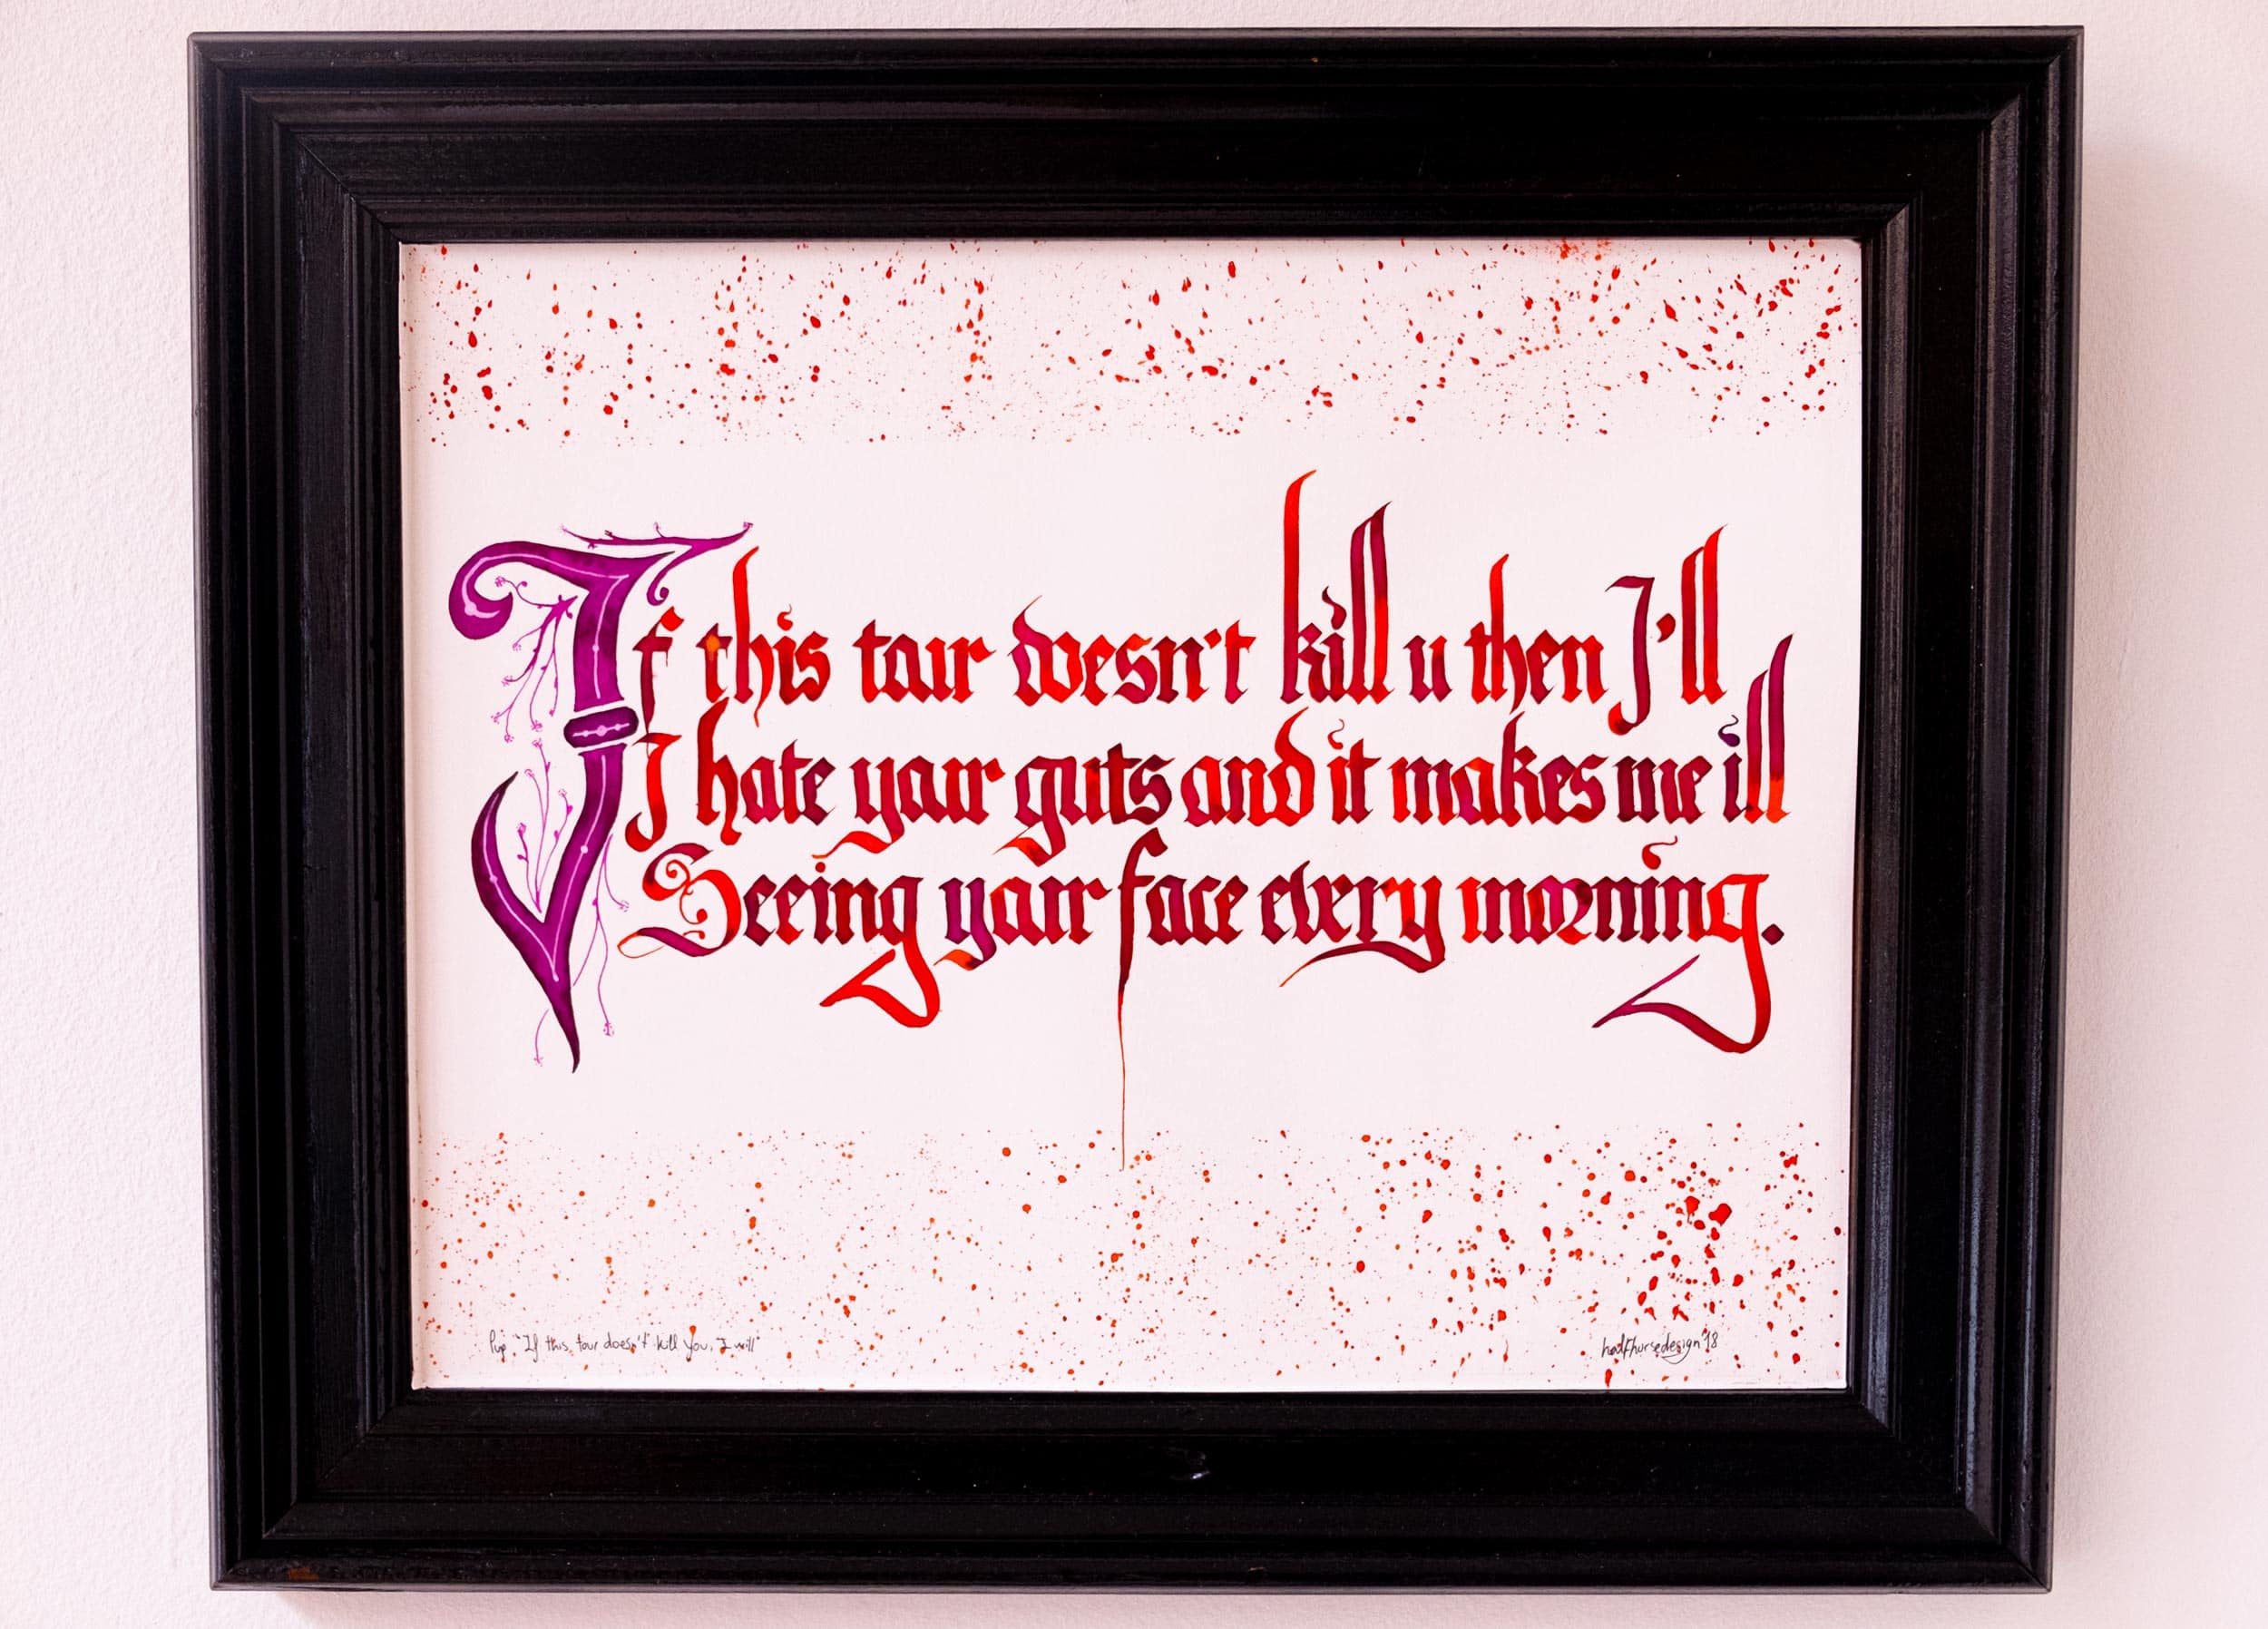 If this tour doesn't kill u then I'll
I hate your guts and it makes me ill
Seeing your face every morning.
Pup "If this tour doesn't kill you, I will"
halfhursedesign '18